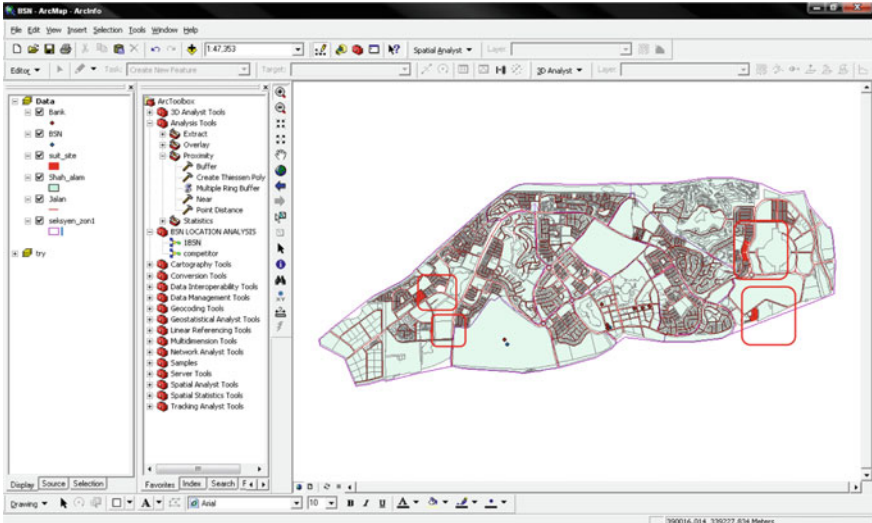 BSN - ArcMap - ArcInfo
File Edit View Insert Selection Tools Window Help
1:47,353
Spatial Analyst
Layer:
Editor
Task:
Create New Feature
Target:
3D Analyst
Layer:
Data
Bank
BSN
suit_site
Shah_alam
Jalan
seksyen_zon1
try
Display Source Selection
ArcToolbox
3D Analyst Tools
Analysis Tools
Extract
Overlay
Proximity
Buffer
Create Thiessen Poly
Multiple Ring Buffer
Near
Point Distance
Statistics
BSN LOCATION ANALYSIS
1BSN
competitor
Cartography Tools
Conversion Tools
Data Interoperability Tools
Data Management Tools
Geocoding Tools
Geostatistical Analyst Tools
Linear Referencing Tools
Multidimension Tools
Network Analyst Tools
Samples
Server Tools
Spatial Analyst Tools
Spatial Statistics Tools
Tracking Analyst Tools
Favorites Index Search F
Drawing
A
Arial
10
B I U A
390016.014 339227.834 Meters